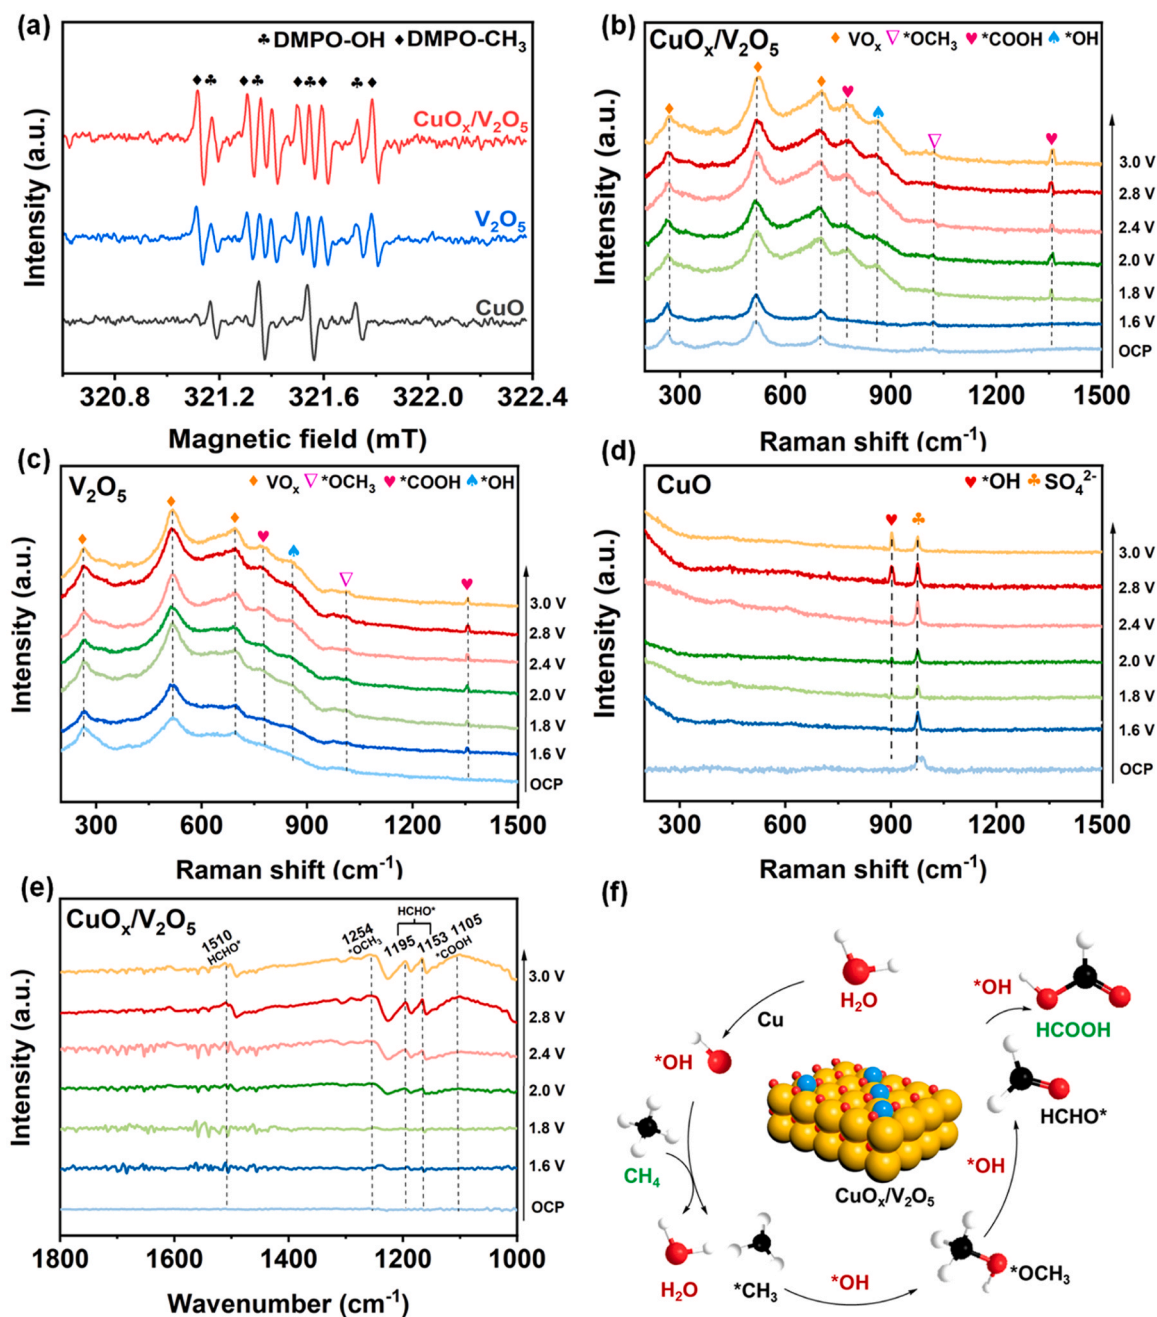 (a)
♣DMPO-OH ♦DMPO-CH3
CuOx/V2O5
V2O5
CuO
Intensity (a.u.)
320.8 321.2 321.6 322.0 322.4
Magnetic field (mT)
(b)
CuOx/V2O5
♦ VOx ▽ *OCH3 ♥ *COOH ♠ *OH
3.0 V
2.8 V
2.4 V
2.0 V
1.8 V
1.6 V
OCP
Intensity (a.u.)
300 600 900 1200 1500
Raman shift (cm-1)
(c)
V2O5
♦ VOx ▽ *OCH3 ♥ *COOH ♠ *OH
3.0 V
2.8 V
2.4 V
2.0 V
1.8 V
1.6 V
OCP
Intensity (a.u.)
300 600 900 1200 1500
Raman shift (cm-1)
(d)
CuO
♥ *OH ♣ SO42-
3.0 V
2.8 V
2.4 V
2.0 V
1.8 V
1.6 V
OCP
Intensity (a.u.)
300 600 900 1200 1500
Raman shift (cm-1)
(e)
CuOx/V2O5
1510
HCHO*
1254
*OCH3
HCHO*
1195
1153
1105
*COOH
3.0 V
2.8 V
2.4 V
2.0 V
1.8 V
1.6 V
OCP
Intensity (a.u.)
1800 1600 1400 1200 1000
Wavenumber (cm-1)
(f)
H2O
Cu
*OH
CH4
H2O
*CH3
*OH
*OCH3
*OH
HCHO*
*OH
HCOOH
CuOx/V2O5